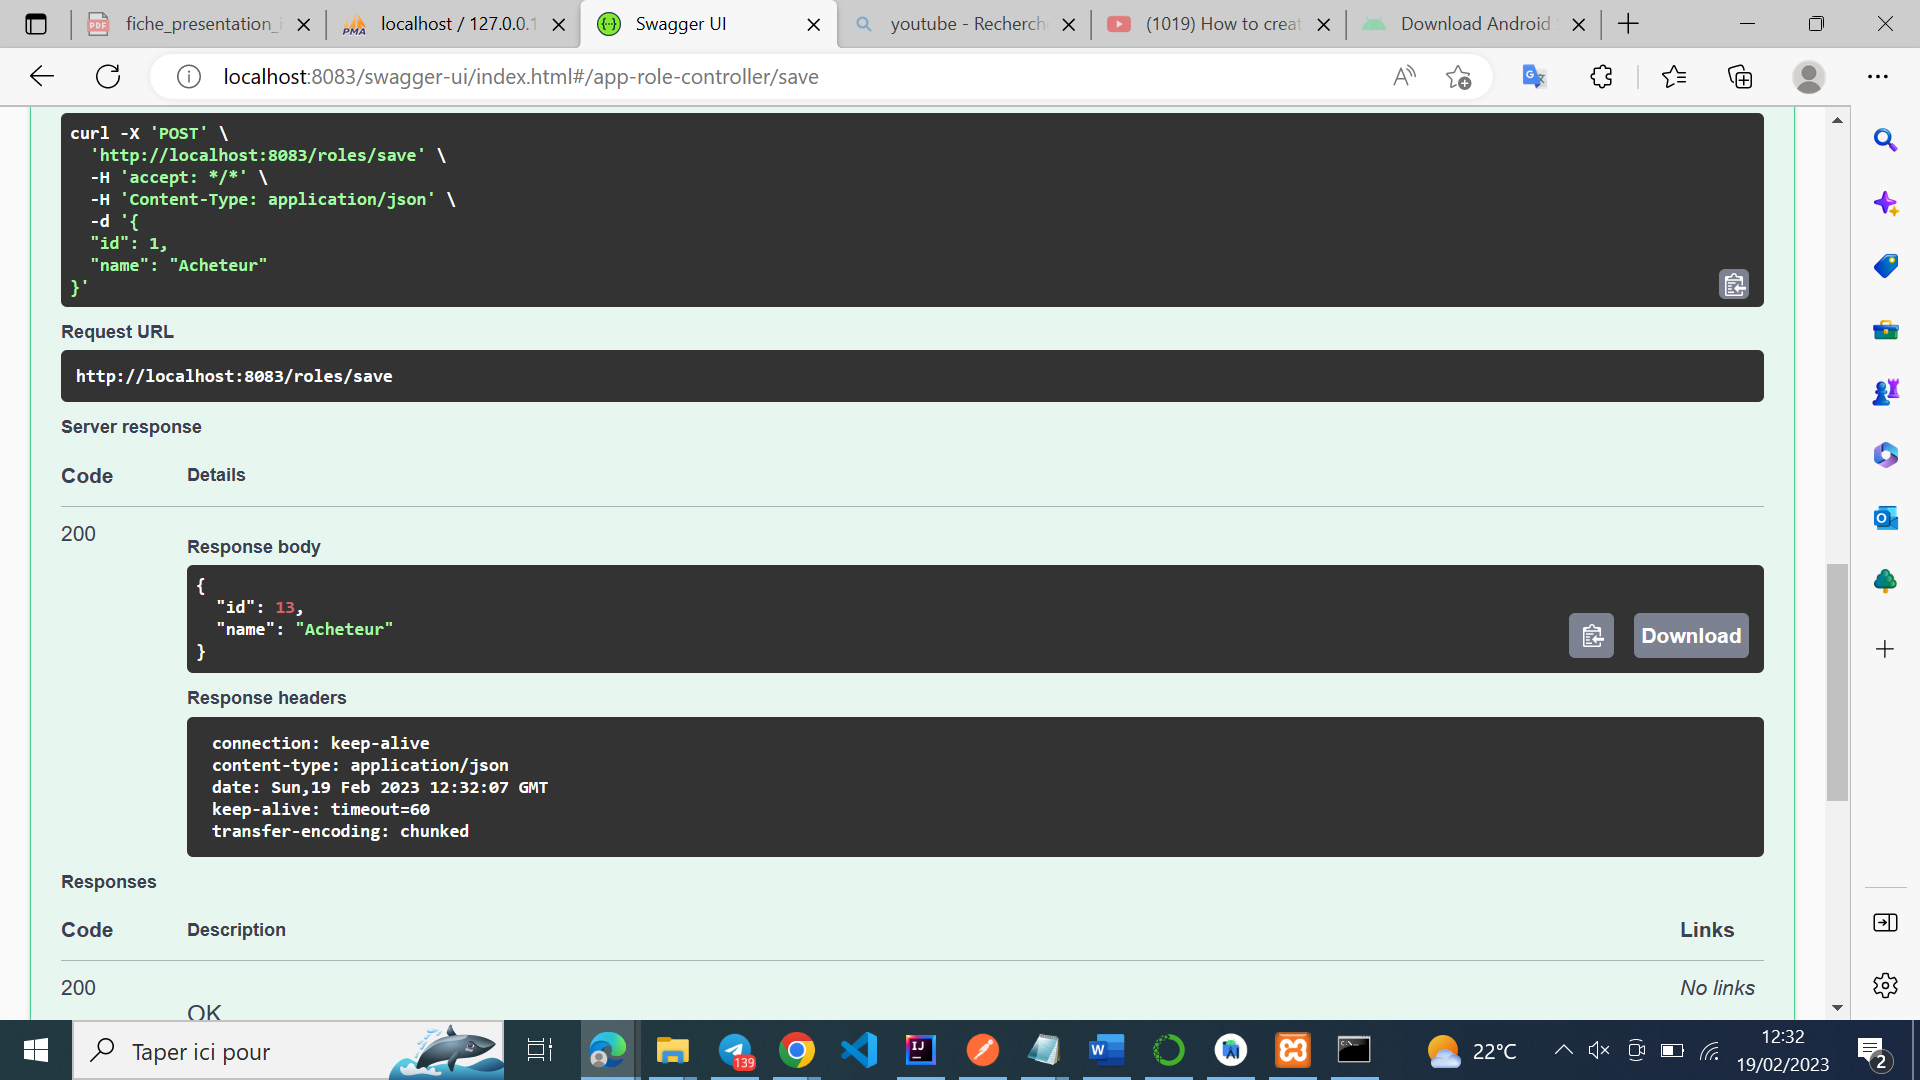 fiche_presentation_i
localhost / 127.0.0.1
Swagger UI
youtube - Recherch
(1019) How to creat
Download Android
localhost:8083/swagger-ui/index.html#/app-role-controller/save
curl -X 'POST' \
'http://localhost:8083/roles/save' \
-H 'accept: */*' \
-H 'Content-Type: application/json' \
-d '{
"id": 1,
"name": "Acheteur"
}'
Request URL
http://localhost:8083/roles/save
Server response
Code Details
200
Response body
{
"id": 13,
"name": "Acheteur"
}
Download
Response headers
connection: keep-alive
content-type: application/json
date: Sun,19 Feb 2023 12:32:07 GMT
keep-alive: timeout=60
transfer-encoding: chunked
Responses
Code Description Links
200 No links
OK
Taper ici pour
139
22°C
12:32
19/02/2023
2